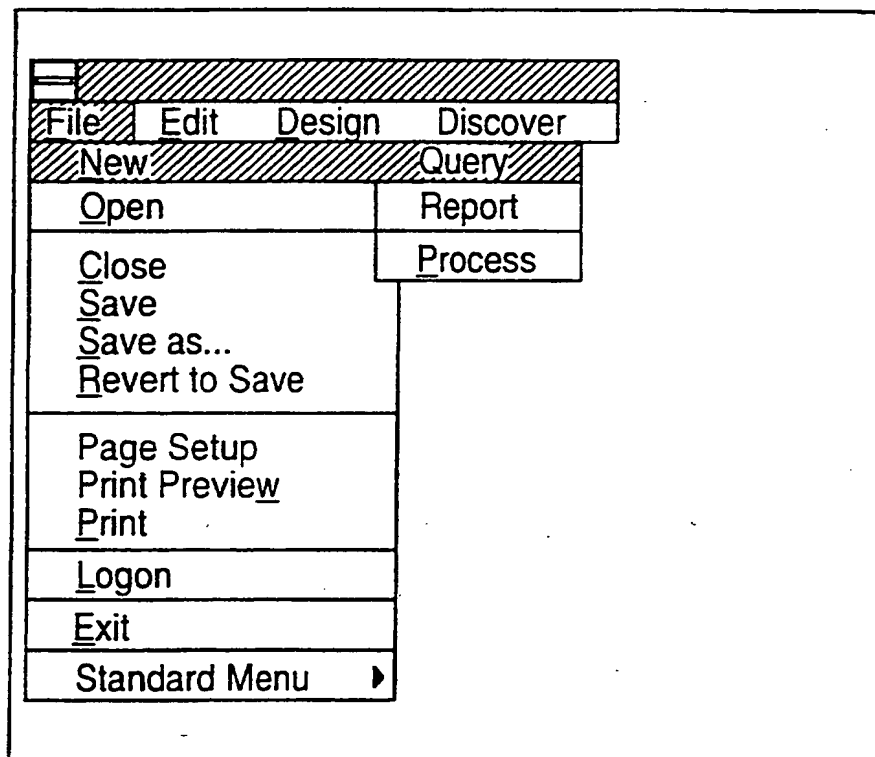 File Edit Design Discover
New Query
Open Report
Close Process
Save
Save as...
Revert to Save
Page Setup
Print Preview
Print
Logon
Exit
Standard Menu